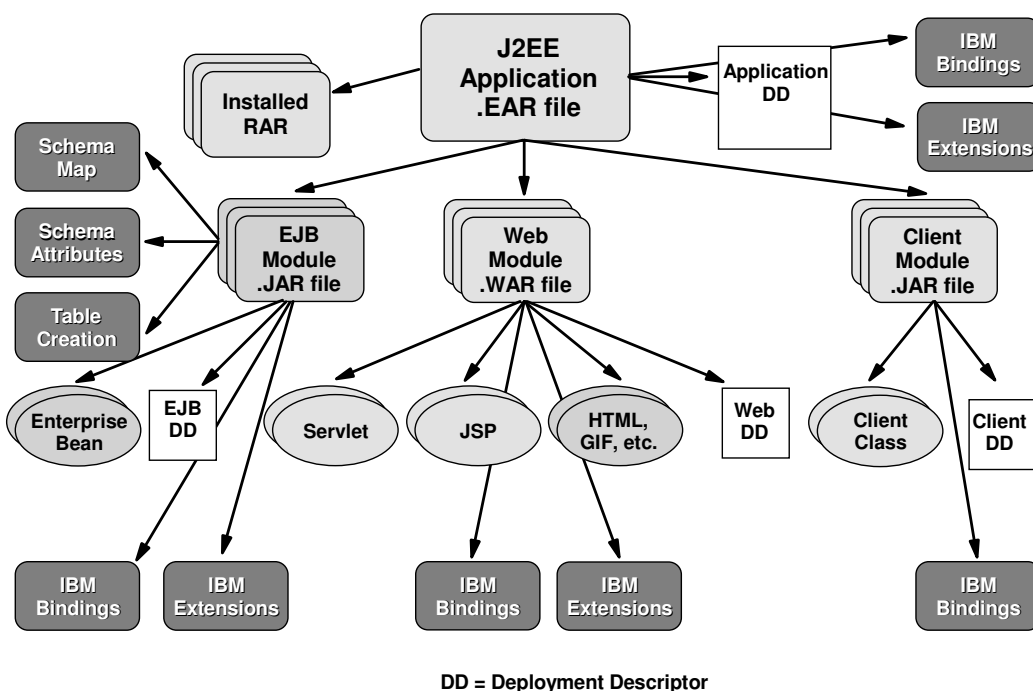 J2EE
Application
.EAR file
Installed
RAR
Application
DD
IBM
Bindings
IBM
Extensions
Schema
Map
Schema
Attributes
Table
Creation
EJB
Module
.JAR file
Web
Module
.WAR file
Client
Module
.JAR file
Enterprise
Bean
EJB
DD
Servlet
JSP
HTML,
GIF, etc.
Web
DD
Client
Class
Client
DD
IBM
Bindings
IBM
Extensions
IBM
Bindings
IBM
Extensions
IBM
Bindings
DD = Deployment Descriptor